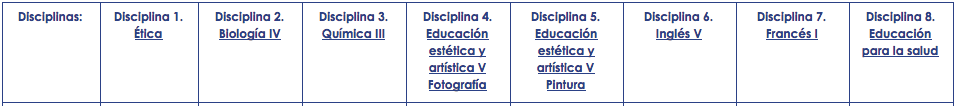 Disciplinas:
Disciplina 1.
Ética
Disciplina 2.
Biología IV
Disciplina 3.
Química III
Disciplina 4.
Educación
estética y
artística V
Fotografía
Disciplina 5.
Educación
estética y
artística V
Pintura
Disciplina 6.
Inglés V
Disciplina 7.
Francés I
Disciplina 8.
Educación
para la salud